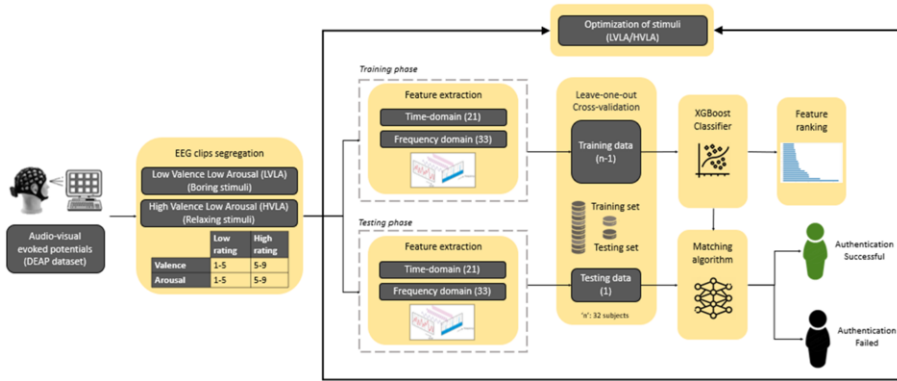 Optimization of stimuli
(LVLA/HVLA)
Training phase
Feature extraction
Time-domain (21)
Frequency domain (33)
Leave-one-out
Cross-validation
Training data
(n-1)
XGBoost
Classifier
Feature
ranking
EEG clips segregation
Low Valence Low Arousal (LVLA)
(Boring stimuli)
High Valence Low Arousal (HVLA)
(Relaxing stimuli)
Low High
rating rating
Valence 1-5 5-9
Arousal 1-5 5-9
Audio-visual
evoked potentials
(DEAP dataset)
Training set
Testing set
Testing phase
Feature extraction
Time-domain (21)
Frequency domain (33)
Testing data
(1)
'n': 32 subjects
Matching
algorithm
Authentication
Successful
Authentication
Failed